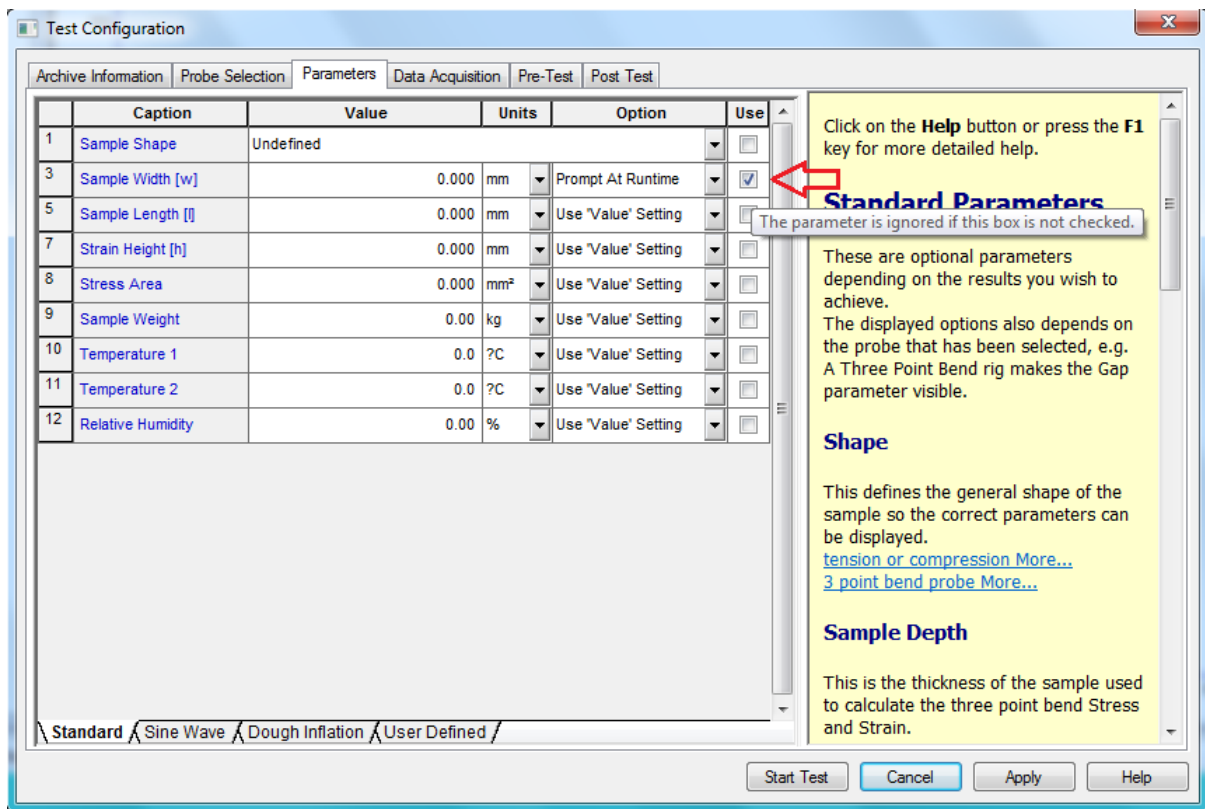 Test Configuration
x
Archive Information Probe Selection Parameters Data Acquisition Pre-Test Post Test
Caption Value Units Option Use
1 Sample Shape Undefined
3 Sample Width [w] 0.000 mm Prompt At Runtime
5 Sample Length [l] 0.000 mm Use 'Value' Setting
7 Strain Height [h] 0.000 mm Use 'Value' Setting
8 Stress Area 0.000 mm² Use 'Value' Setting
9 Sample Weight 0.00 kg Use 'Value' Setting
10 Temperature 1 0.0 ?C Use 'Value' Setting
11 Temperature 2 0.0 ?C Use 'Value' Setting
12 Relative Humidity 0.00 % Use 'Value' Setting
Standard Sine Wave Dough Inflation User Defined
Click on the Help button or press the F1
key for more detailed help.
Standard Parameters
The parameter is ignored if this box is not checked.
These are optional parameters
depending on the results you wish to
achieve.
The displayed options also depends on
the probe that has been selected, e.g.
A Three Point Bend rig makes the Gap
parameter visible.
Shape
This defines the general shape of the
sample so the correct parameters can
be displayed.
tension or compression More...
3 point bend probe More...
Sample Depth
This is the thickness of the sample used
to calculate the three point bend Stress
and Strain.
Start Test Cancel Apply Help